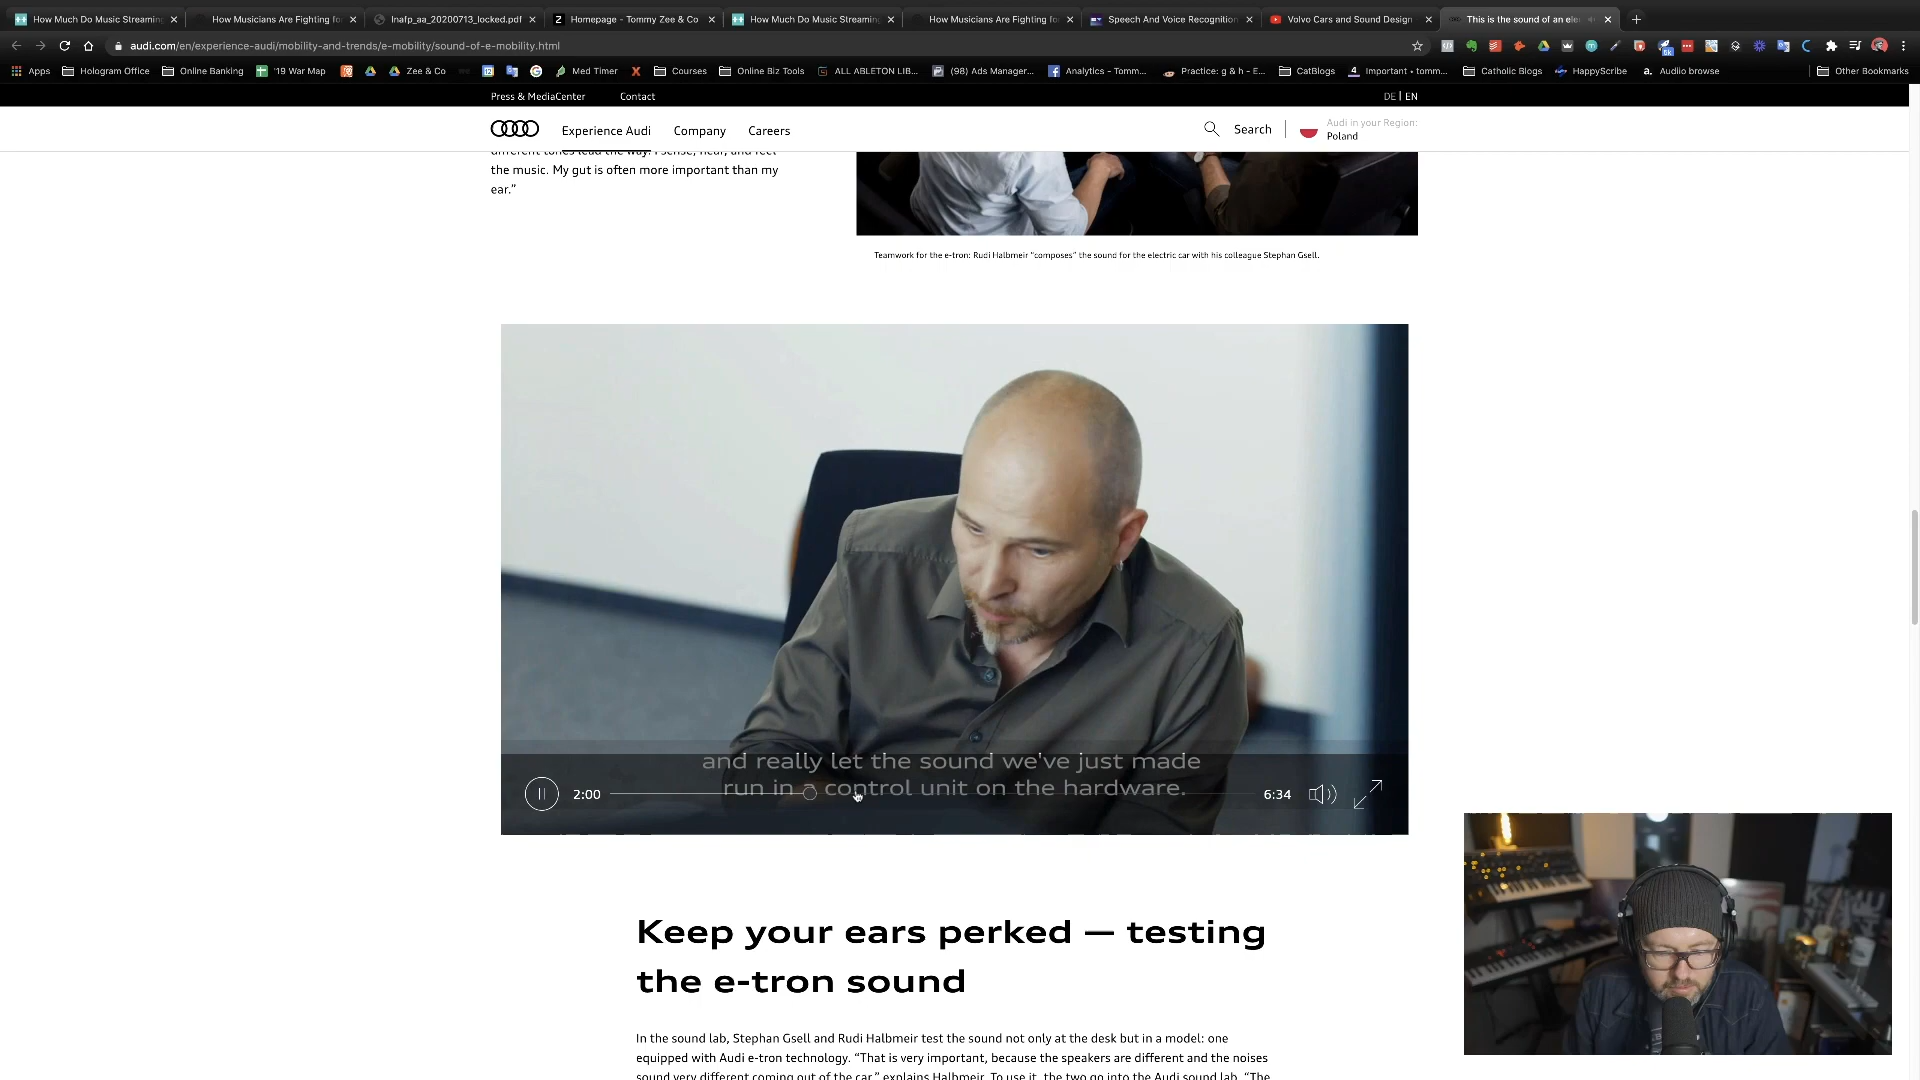 How Much Do Music Streaming
How Musicians Are Fighting fo
lnafp_aa_20200713_locked.pdf
Homepage - Tommy Zee & Co
How Much Do Music Streaming
How Musicians Are Fighting fo
Speech And Voice Recognition
Volvo Cars and Sound Design
This is the sound of an ele
audi.com/en/experience-audi/mobility-and-trends/e-mobility/sound-of-e-mobility.html
Apps
Hologram Office
Online Banking
'19 War Map
Zee & Co
Med Timer
Courses
Online Biz Tools
ALL ABLETON LIB...
(98) Ads Manager...
Analytics - Tomm...
Practice: g & h - E...
CatBlogs
Important • tomm...
Catholic Blogs
HappyScribe
a. Audiio browse
Other Bookmarks
Press & MediaCenter
Contact
DE | EN
Experience Audi
Company
Careers
Search
Audi in your Region:
Poland
different tones lead the way. I sense, hear, and feel
the music. My gut is often more important than my
ear.”
Teamwork for the e-tron: Rudi Halbmeir “composes” the sound for the electric car with his colleague Stephan Gsell.
and really let the sound we've just made
run in a control unit on the hardware.
2:00
6:34
Keep your ears perked — testing
the e-tron sound
In the sound lab, Stephan Gsell and Rudi Halbmeir test the sound not only at the desk but in a model: one
equipped with Audi e-tron technology. “That is very important, because the speakers are different and the noises
sound very different coming out of the car,” explains Halbmeir. To use it, the two go into the Audi sound lab. “The